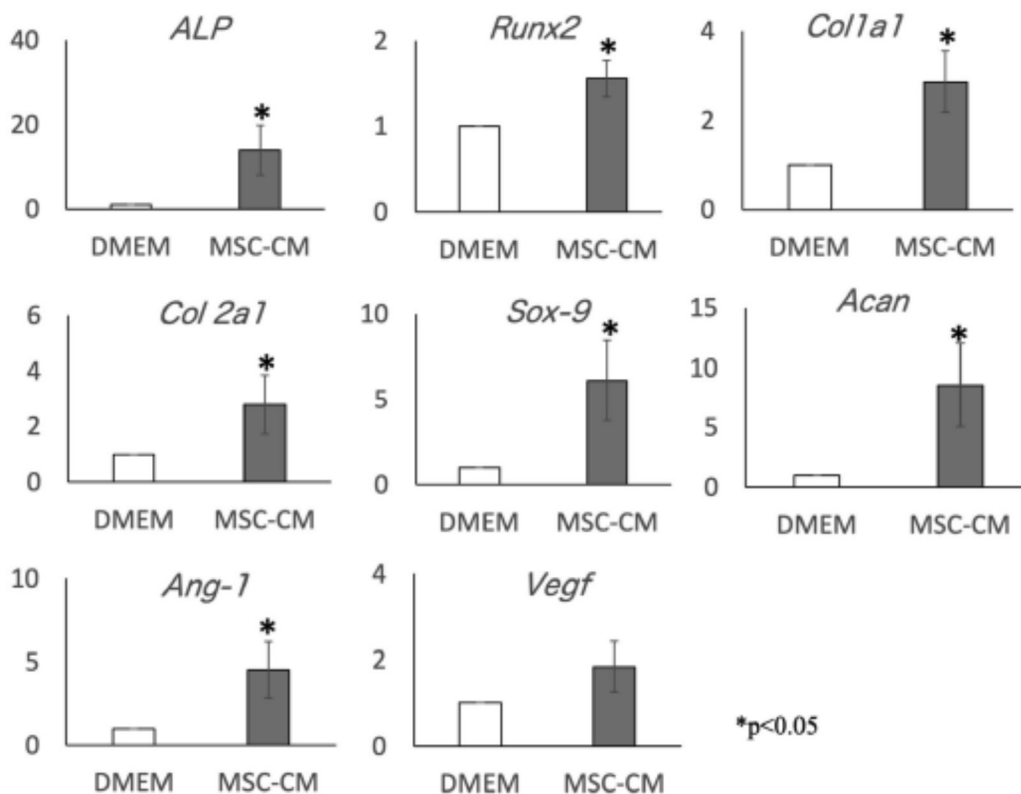 ALP
40
20
0
DMEM MSC-CM
Runx2
2
*
1
0
DMEM MSC-CM
Col1a1
4
*
2
0
DMEM MSC-CM
*
Col 2a1
6
4
*
2
0
DMEM MSC-CM
Sox-9
10
*
5
0
DMEM MSC-CM
Acan
15
*
10
5
0
DMEM MSC-CM
Ang-1
10
*
5
0
DMEM MSC-CM
Vegf
4
2
0
DMEM MSC-CM
*p<0.05